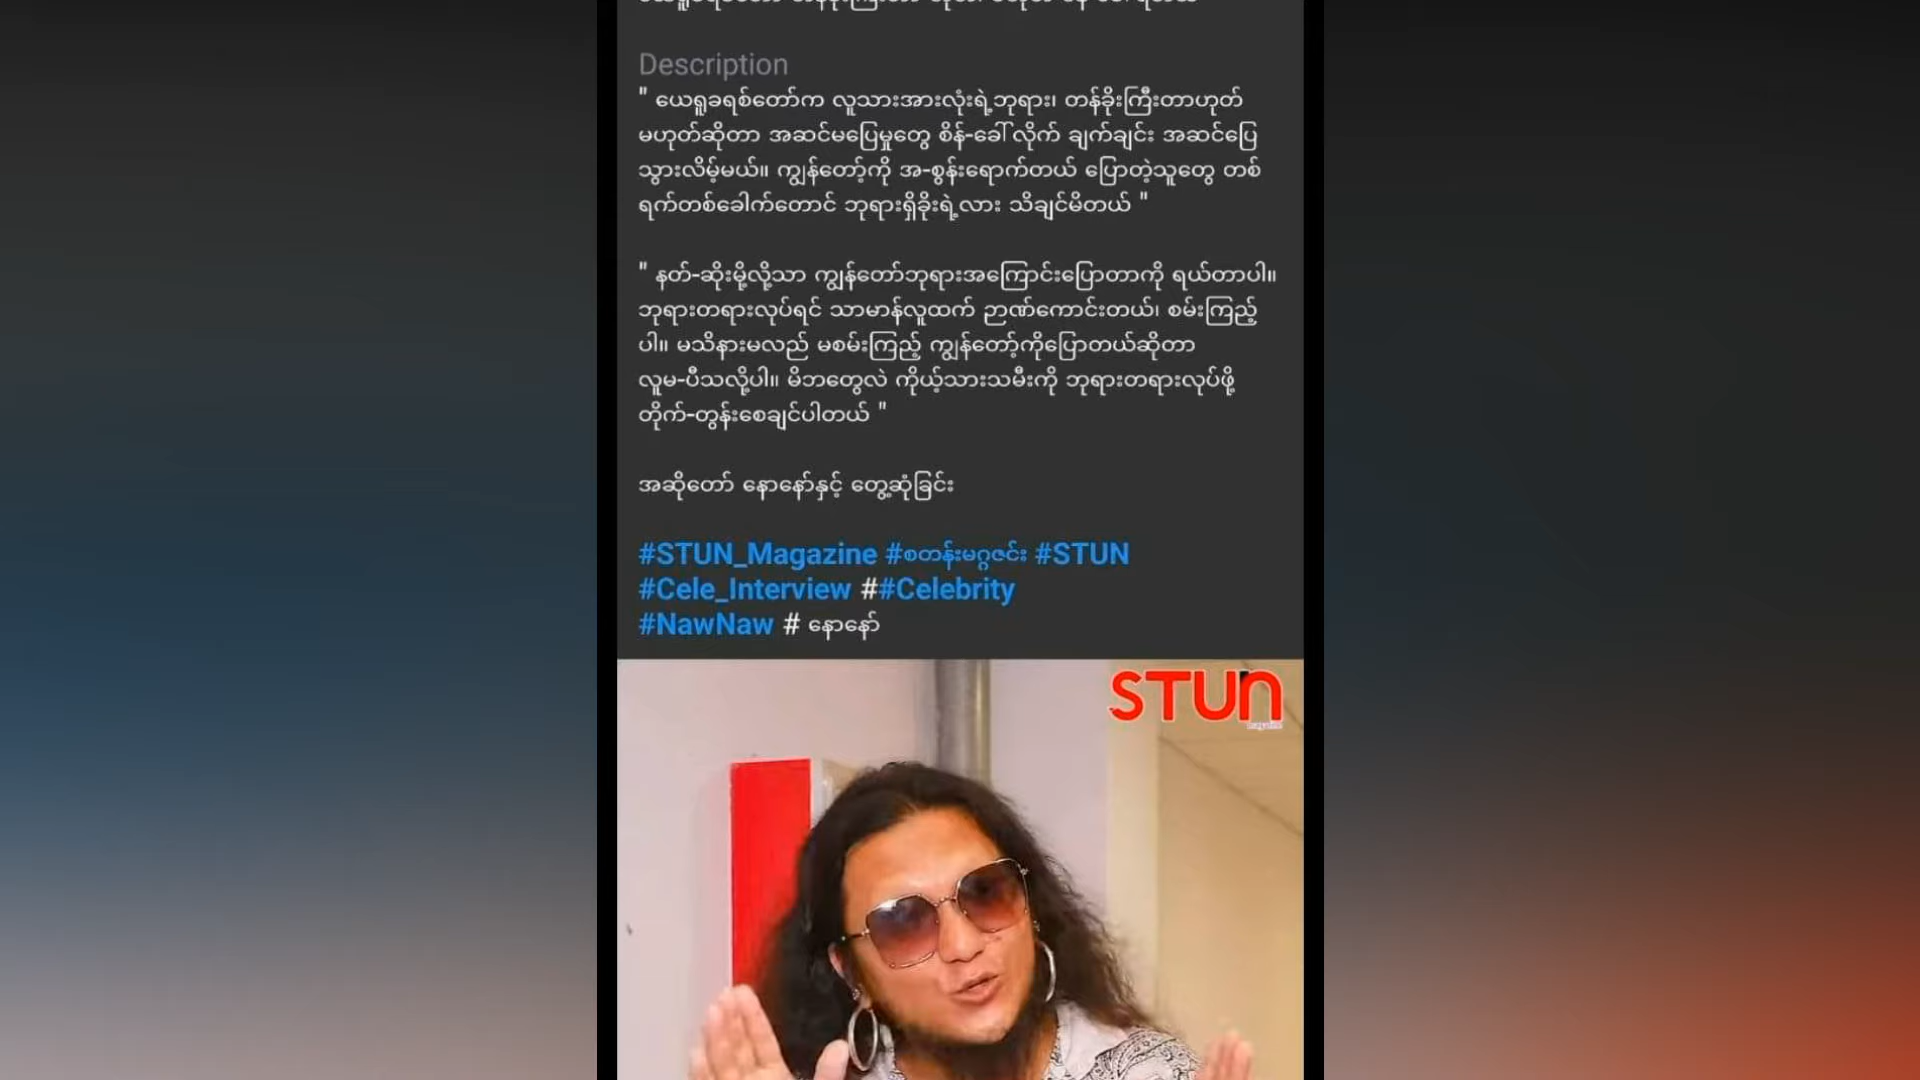 Description
" ယေရှုခရစ်တော်က လူသားအားလုံးရဲ့ဘုရား၊ တန်ခိုးကြီးတာဟုတ်
မဟုတ်ဆိုတာ အဆင်မပြေမှုတွေ စိန်-ခေါ်လိုက် ချက်ချင်း အဆင်ပြေ
သွားလိမ့်မယ်။ ကျွန်တော့်ကို အ-စွန်းရောက်တယ် ပြောတဲ့သူတွေ တစ်
ရက်တစ်ခေါက်တောင် ဘုရားရှိခိုးရဲ့လား သိချင်မိတယ် "
" နတ်-ဆိုးမို့လို့သာ ကျွန်တော်ဘုရားအကြောင်းပြောတာကို ရယ်တာပါ။
ဘုရားတရားလုပ်ရင် သာမာန်လူထက် ဉာဏ်ကောင်းတယ်၊ စမ်းကြည့်
ပါ။ မသိနားမလည် မစမ်းကြည့် ကျွန်တော့်ကိုပြောတယ်ဆိုတာ
လူမ-ပီသလို့ပါ။ မိဘတွေလဲ ကိုယ့်သားသမီးကို ဘုရားတရားလုပ်ဖို့
တိုက်-တွန်းစေချင်ပါတယ် "
အဆိုတော် နောနော်နှင့် တွေ့ဆုံခြင်း
#STUN_Magazine #စတန်းမဂ္ဂဇင်း #STUN
#Cele_Interview ##Celebrity
#NawNaw # နောနော်
STUN
magazine